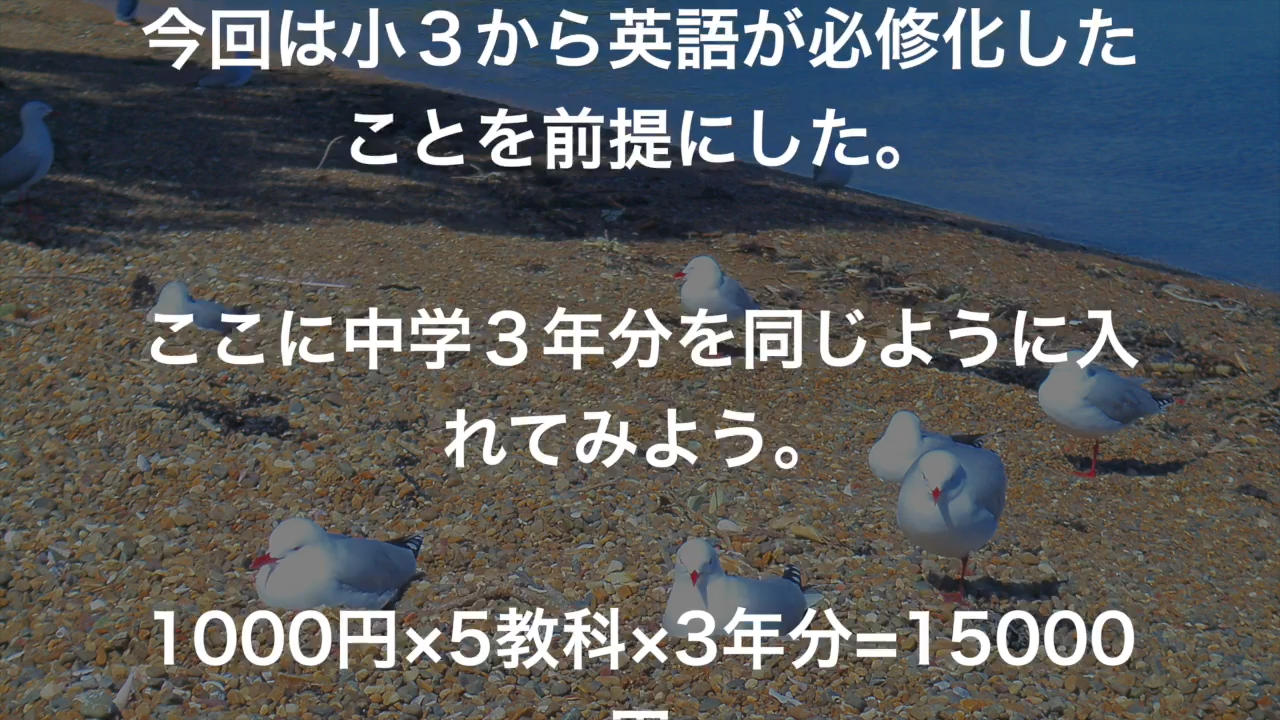 今回は小３から英語が必修化した
ことを前提にした。
ここに中学３年分を同じように入
れてみよう。
1000円×5教科×3年分=15000